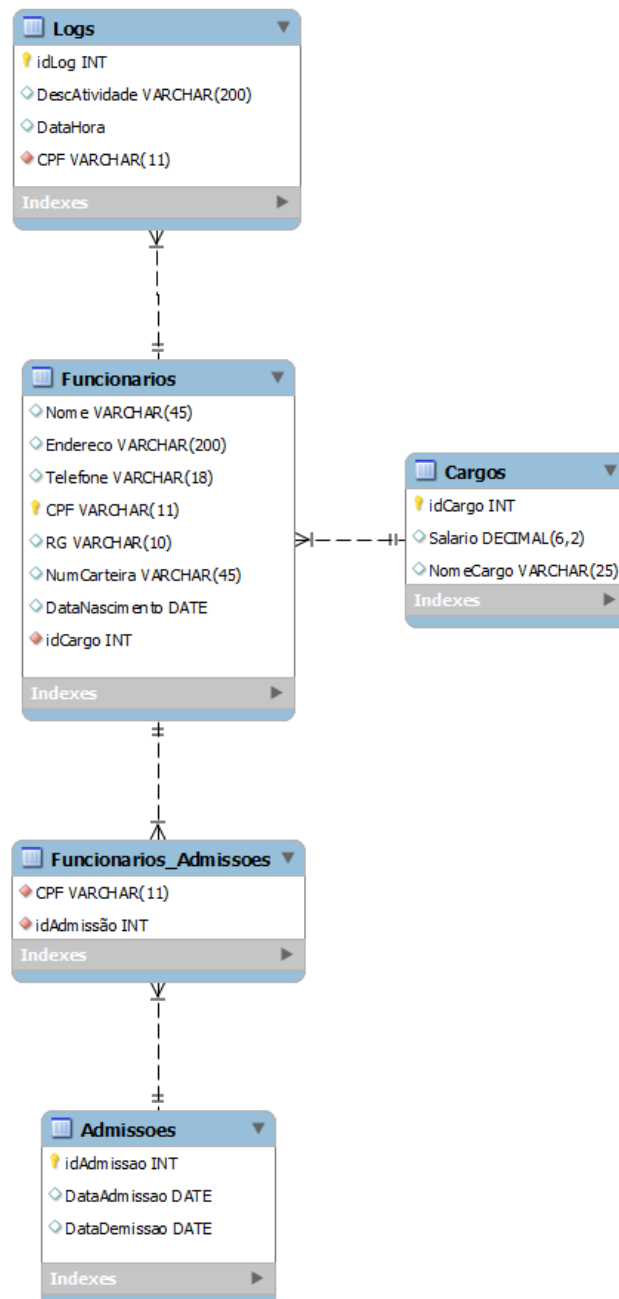 Logs
idLog INT
DescAtividade VARCHAR(200)
DataHora
CPF VARCHAR(11)
Indexes
Funcionarios
Nome VARCHAR(45)
Endereco VARCHAR(200)
Telefone VARCHAR(18)
CPF VARCHAR(11)
RG VARCHAR(10)
NumCarteira VARCHAR(45)
DataNascimento DATE
idCargo INT
Indexes
Cargos
idCargo INT
Salario DECIMAL(6,2)
NomeCargo VARCHAR(25)
Indexes
Funcionarios_Admissoes
CPF VARCHAR(11)
idAdmissão INT
Indexes
Admissoes
idAdmissao INT
DataAdmissao DATE
DataDemissao DATE
Indexes